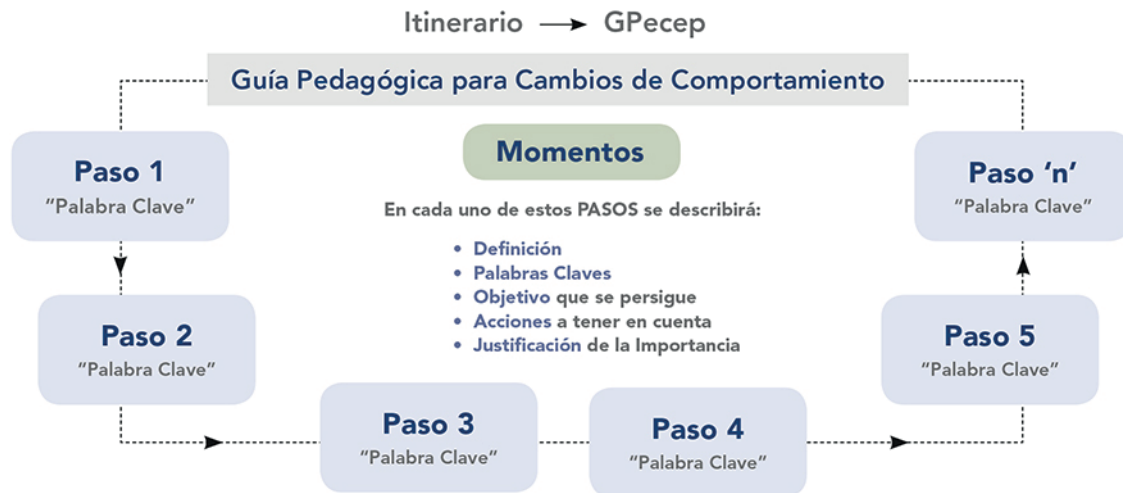 Itinerario → GPecep
Guía Pedagógica para Cambios de Comportamiento
Momentos
En cada uno de estos PASOS se describirá:
• Definición
• Palabras Claves
• Objetivo que se persigue
• Acciones a tener en cuenta
• Justificación de la Importancia
Paso 1
"Palabra Clave"
Paso 2
"Palabra Clave"
Paso 3
"Palabra Clave"
Paso 4
"Palabra Clave"
Paso 5
"Palabra Clave"
Paso ‘n’
"Palabra Clave"